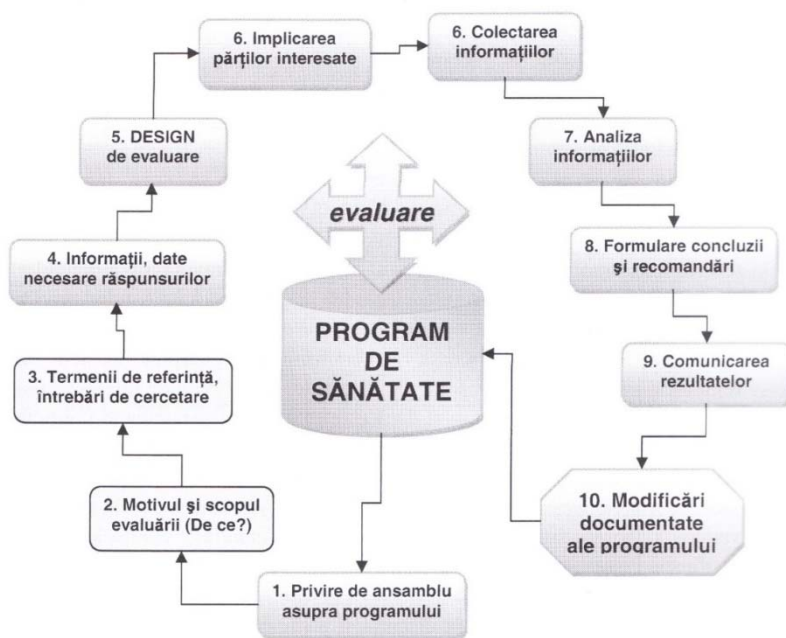 6. Implicarea
părților interesate
6. Colectarea
informațiilor
5. DESIGN
de evaluare
7. Analiza
informațiilor
evaluare
4. Informații, date
necesare răspunsurilor
8. Formulare concluzii
și recomandări
PROGRAM
DE
SĂNĂTATE
3. Termenii de referință,
întrebări de cercetare
9. Comunicarea
rezultatelor
2. Motivul și scopul
evaluării (De ce?)
10. Modificări
documentate
ale programului
1. Privire de ansamblu
asupra programului